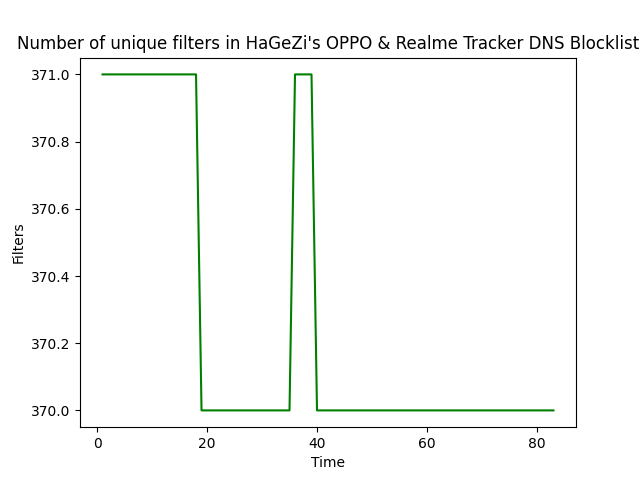 Number of unique filters in HaGeZi's OPPO & Realme Tracker DNS Blocklist
371.0
370.8
370.6
370.4
370.2
370.0
Filters
0 20 40 60 80
Time